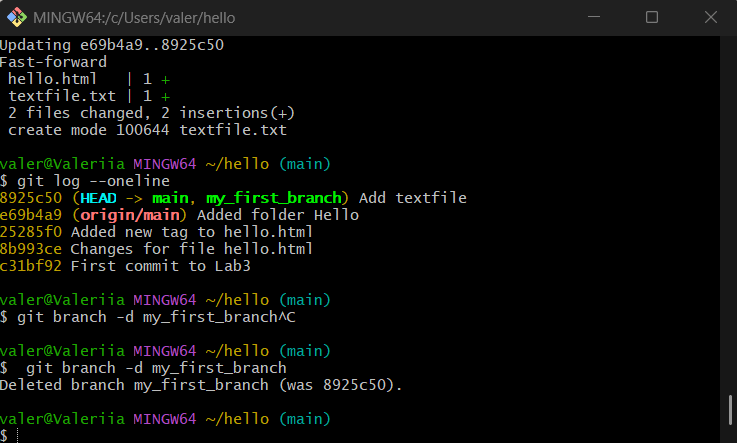 MINGW64:/c/Users/valer/hello
Updating e69b4a9..8925c50
Fast-forward
 hello.html   | 1 +
 textfile.txt | 1 +
 2 files changed, 2 insertions(+)
 create mode 100644 textfile.txt

valer@Valeriia MINGW64 ~/hello (main)
$ git log --oneline
8925c50 (HEAD -> main, my_first_branch) Add textfile
e69b4a9 (origin/main) Added folder Hello
25285f0 Added new tag to hello.html
8b993ce Changes for file hello.html
c31bf92 First commit to Lab3

valer@Valeriia MINGW64 ~/hello (main)
$ git branch -d my_first_branch^C

valer@Valeriia MINGW64 ~/hello (main)
$  git branch -d my_first_branch
Deleted branch my_first_branch (was 8925c50).

valer@Valeriia MINGW64 ~/hello (main)
$